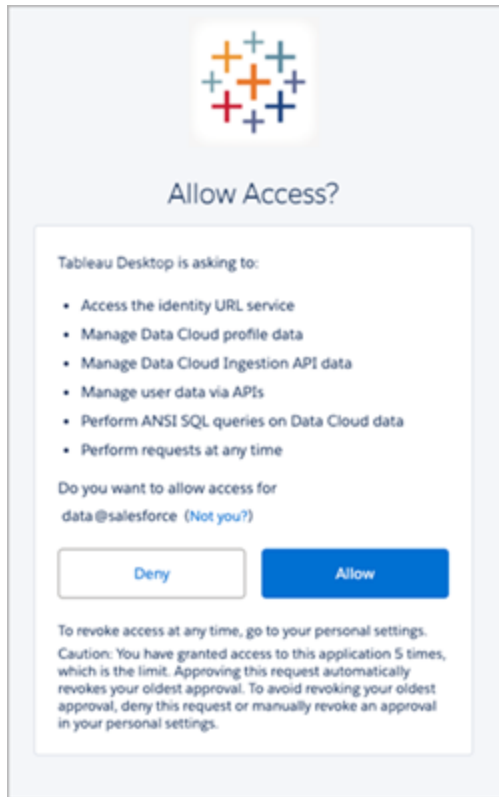 Allow Access?
Tableau Desktop is asking to:
• Access the identity URL service
• Manage Data Cloud profile data
• Manage Data Cloud Ingestion API data
• Manage user data via APIs
• Perform ANSI SQL queries on Data Cloud data
• Perform requests at any time
Do you want to allow access for
data@salesforce (Not you?)
Deny
Allow
To revoke access at any time, go to your personal settings.
Caution: You have granted access to this application 5 times,
which is the limit. Approving this request automatically
revokes your oldest approval. To avoid revoking your oldest
approval, deny this request or manually revoke an approval
in your personal settings.